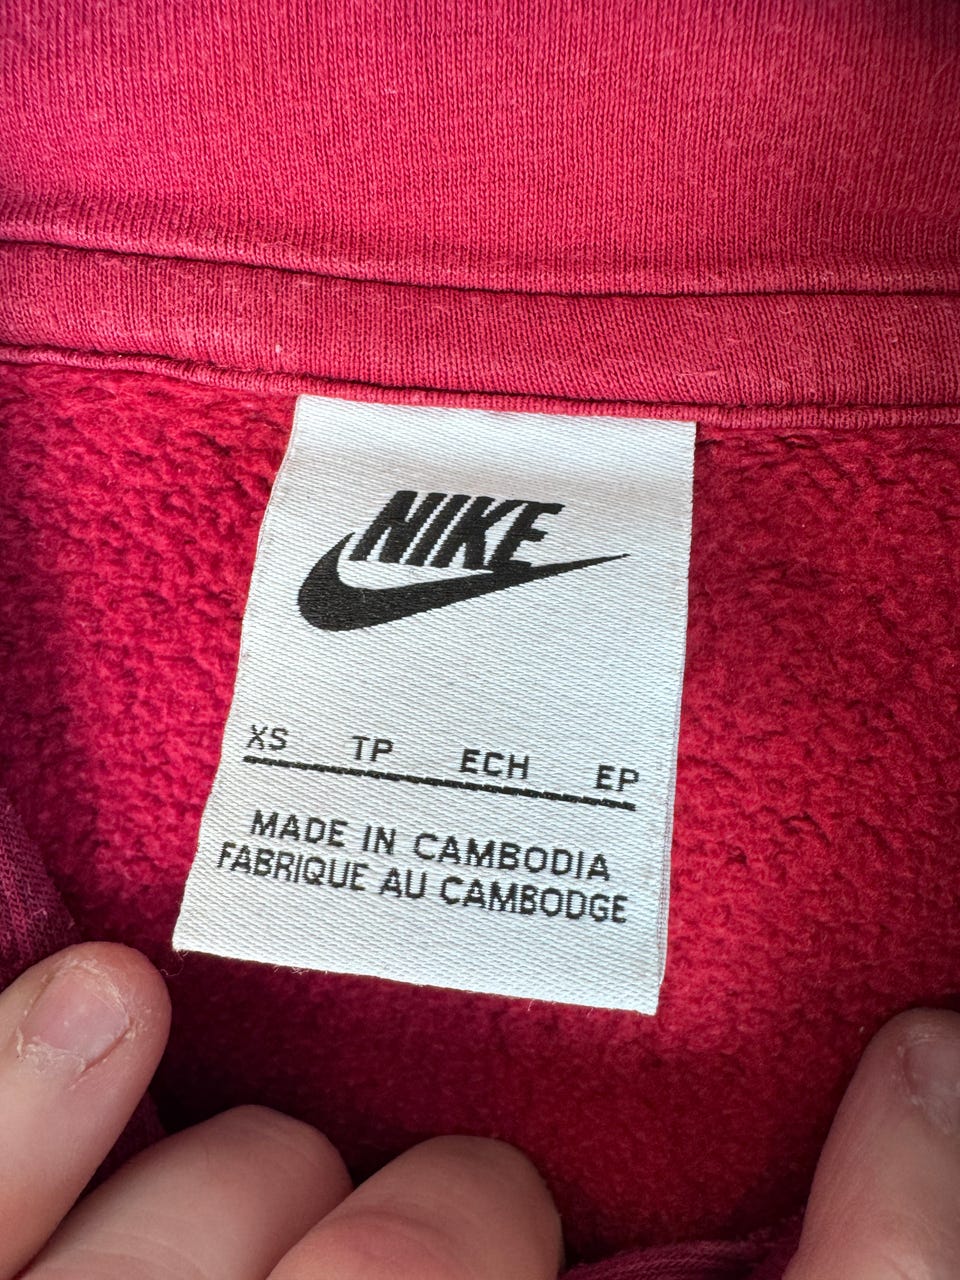 NIKE
XS TP ECH EP
MADE IN CAMBODIA
FABRIQUE AU CAMBODGE